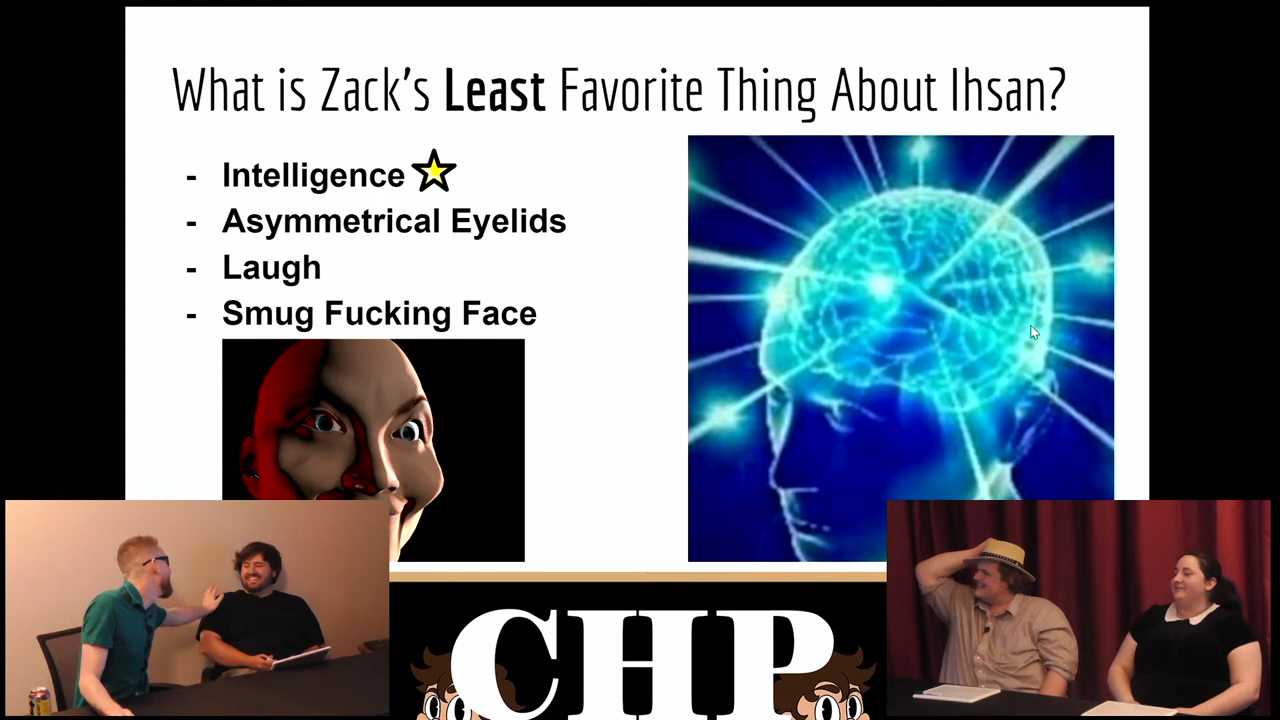 What is Zack's Least Favorite Thing About Ihsan?
- Intelligence
- Asymmetrical Eyelids
- Laugh
- Smug Fucking Face
CHP